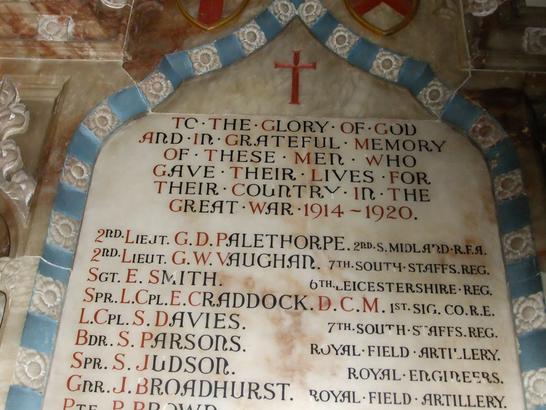 TO·THE·GLORY·OF·GOD
AND·IN·GRATEFUL·MEMORY
OF·THESE·MEN·WHO
GAVE·THEIR·LIVES·FOR
THEIR·COUNTRY·IN·THE
GREAT·WAR·1914~1920.
2ND.LIEUT.G.D.PALETHORPE. 2RD.S.MIDLAND·R.F.A.
2ND.LIEUT.G.W.VAUGHAN. 7TH.SOUTH·STAFFS.REG.
SGT.E.SMITH. 6TH.LEICESTERSHIRE·REG.
SPR.L.CPL.E.CRADDOCK.D.C.M.1ST.SIG.CO.R.E.
L.CPL.S.DAVIES. 7TH.SOUTH·STAFFS.REG.
BDR.S.PARSONS. ROYAL·FIELD·ARTILLERY.
SPR.S.JUDSON. ROYAL·ENGINEERS.
GNR.J.BROADHURST. ROYAL·FIELD·ARTILLERY.
PTE. BROWN